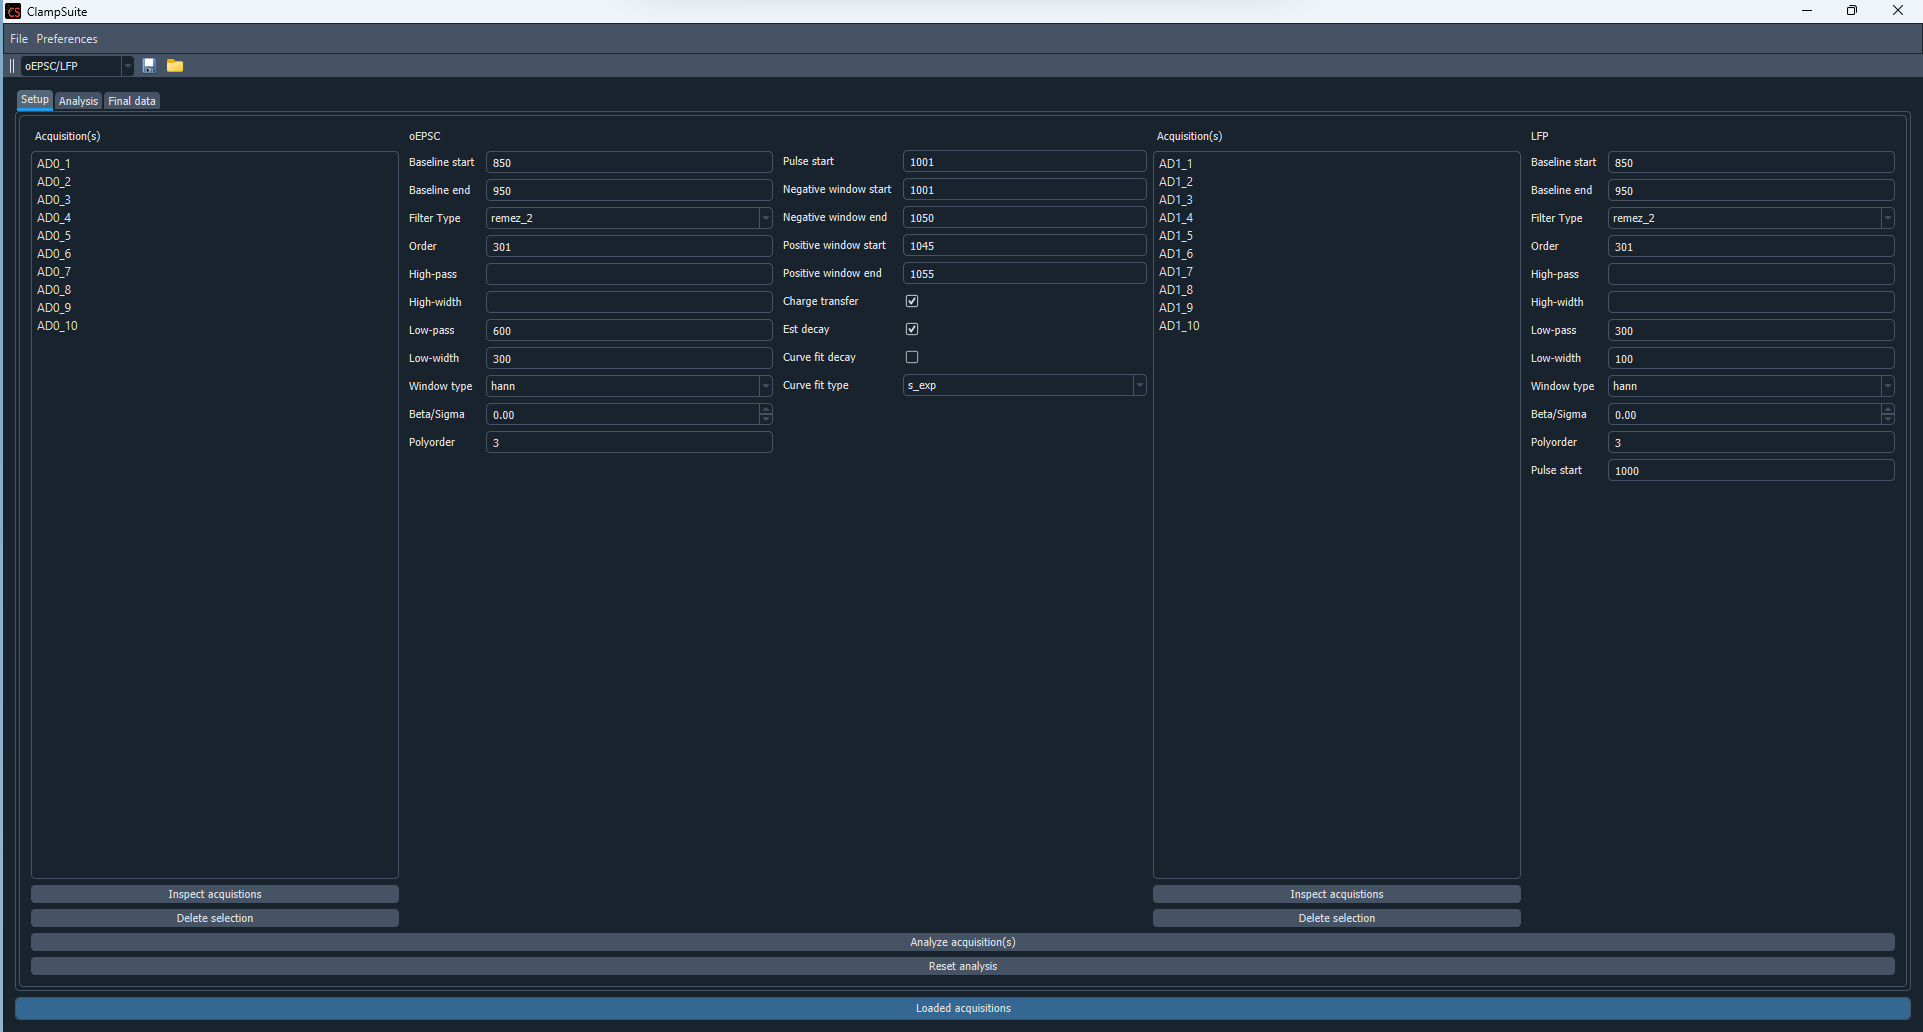 CS ClampSuite
File Preferences
oEPSC/LFP
Setup Analysis Final data
Acquisition(s)
AD0_1
AD0_2
AD0_3
AD0_4
AD0_5
AD0_6
AD0_7
AD0_8
AD0_9
AD0_10
Inspect acquistions
Delete selection
oEPSC
Baseline start 850
Baseline end 950
Filter Type remez_2
Order 301
High-pass
High-width
Low-pass 600
Low-width 300
Window type hann
Beta/Sigma 0.00
Polyorder 3
Pulse start 1001
Negative window start 1001
Negative window end 1050
Positive window start 1045
Positive window end 1055
Charge transfer
Est decay
Curve fit decay
Curve fit type s_exp
Acquisition(s)
AD1_1
AD1_2
AD1_3
AD1_4
AD1_5
AD1_6
AD1_7
AD1_8
AD1_9
AD1_10
Inspect acquistions
Delete selection
LFP
Baseline start 850
Baseline end 950
Filter Type remez_2
Order 301
High-pass
High-width
Low-pass 300
Low-width 100
Window type hann
Beta/Sigma 0.00
Polyorder 3
Pulse start 1000
Analyze acquisition(s)
Reset analysis
Loaded acquisitions